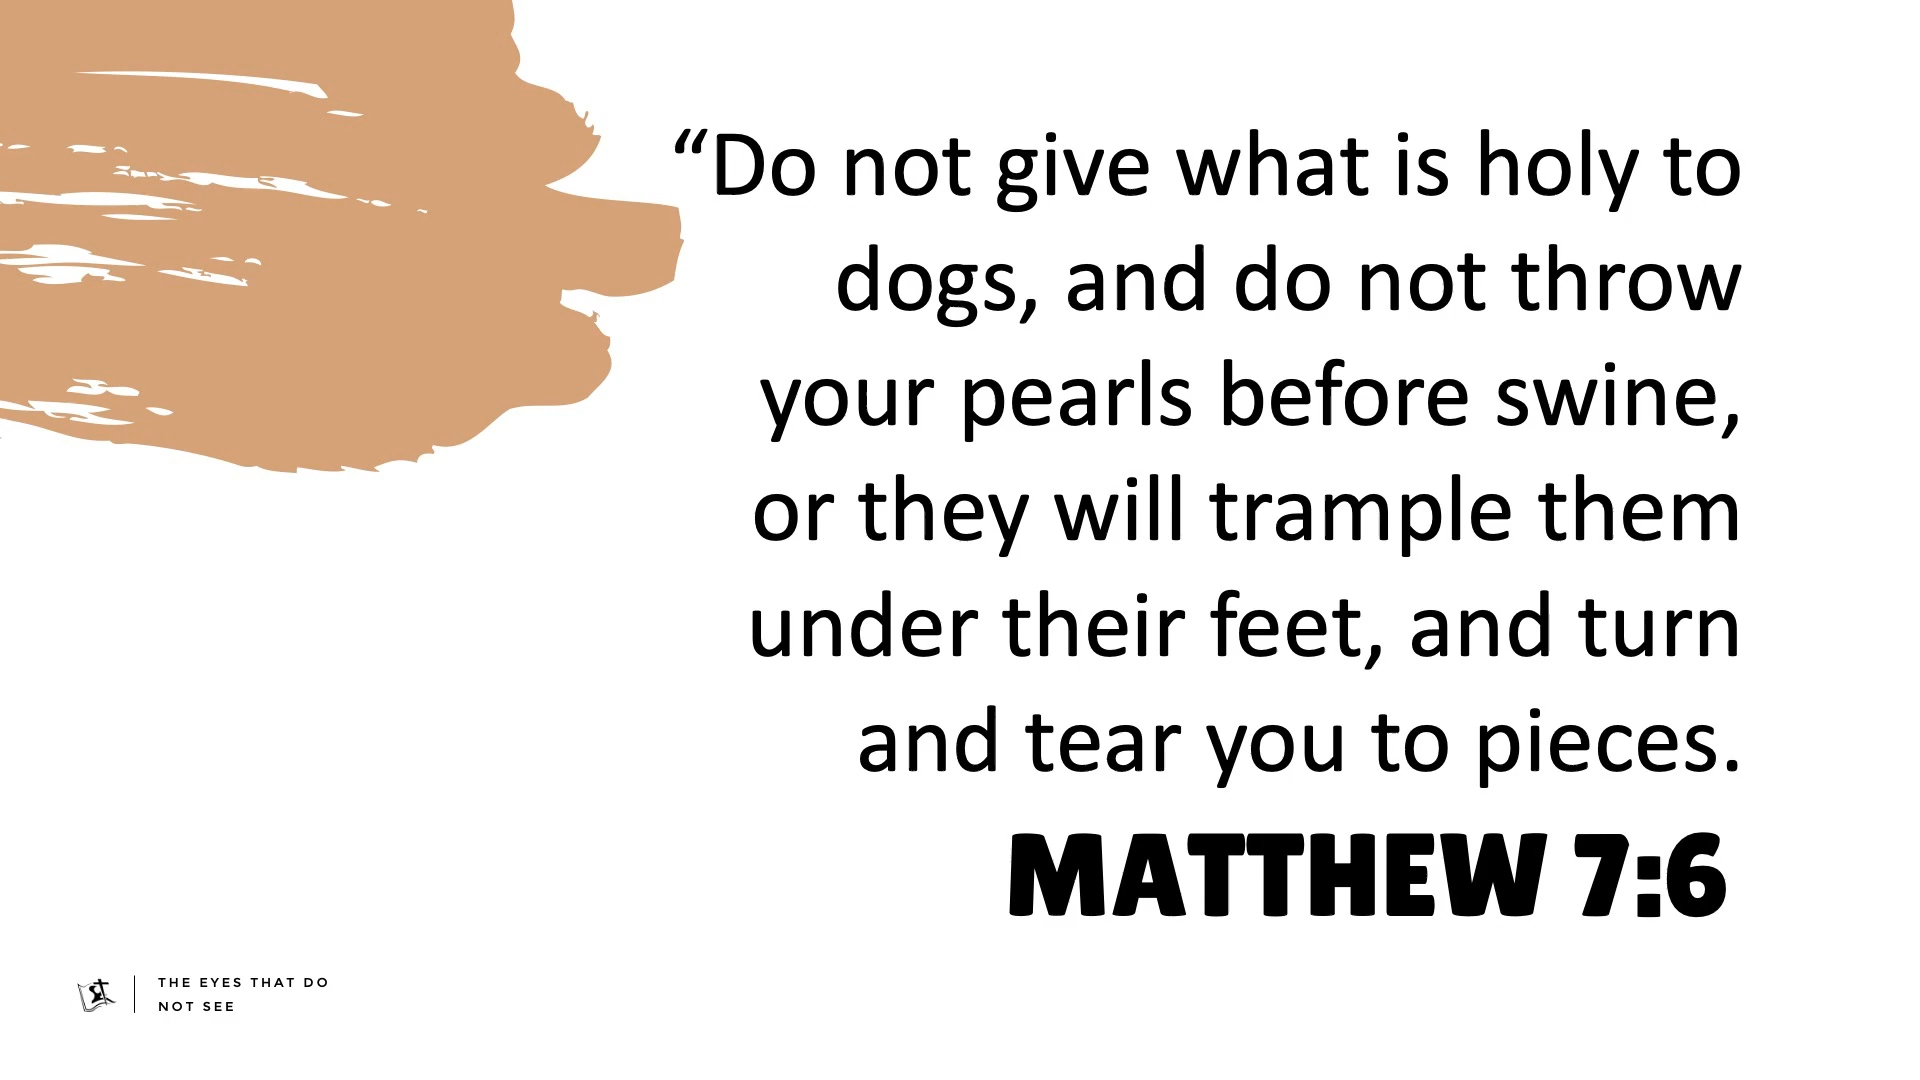 “Do not give what is holy to
dogs, and do not throw
your pearls before swine,
or they will trample them
under their feet, and turn
and tear you to pieces.
MATTHEW 7:6
THE EYES THAT DO
NOT SEE